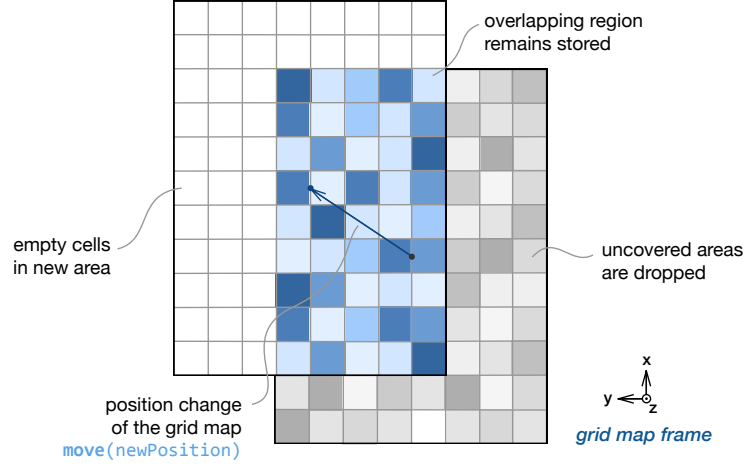 overlapping region
remains stored
empty cells
in new area
uncovered areas
are dropped
position change
of the grid map
move(newPosition)
x
y
z
grid map frame